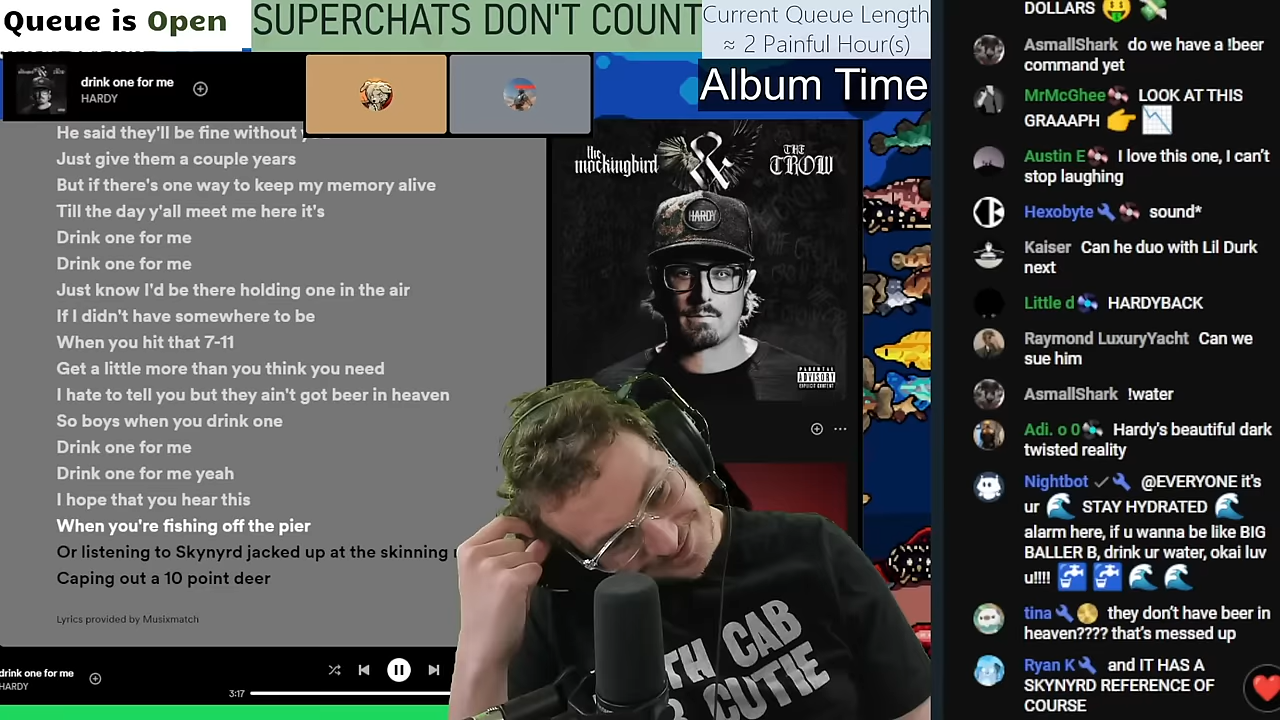 Queue is Open
SUPERCHATS DON'T COUNT
Current Queue Length
≈ 2 Painful Hour(s)
Album Time
drink one for me
HARDY
He said they'll be fine without
Just give them a couple years
But if there's one way to keep my memory alive
Till the day y'all meet me here it's
Drink one for me
Drink one for me
Just know I'd be there holding one in the air
If I didn't have somewhere to be
When you hit that 7-11
Get a little more than you think you need
I hate to tell you but they ain't got beer in heaven
So boys when you drink one
Drink one for me
Drink one for me yeah
I hope that you hear this
When you're fishing off the pier
Or listening to Skynyrd jacked up at the skinning
Caping out a 10 point deer
Lyrics provided by Musixmatch
drink one for me
HARDY
3:17
the mockingbird & THE CROW
HARDY
PARENTAL
ADVISORY
EXPLICIT CONTENT
TH CAB
CUTIE
DOLLARS 🤑 💸
AsmallShark do we have a !beer
command yet
MrMcGhee LOOK AT THIS
GRAAAPH 👉 📉
Austin E I love this one, I can't
stop laughing
Hexobyte sound*
Kaiser Can he duo with Lil Durk
next
Little d HARDYBACK
Raymond LuxuryYacht Can we
sue him
AsmallShark !water
Adi. o 0 Hardy's beautiful dark
twisted reality
Nightbot @EVERYONE it's
ur 🌊 STAY HYDRATED 🌊
alarm here, if u wanna be like BIG
BALLER B, drink ur water, okai luv
u!!!! 🚰 🚰 🌊 🌊
tina they don't have beer in
heaven???? that's messed up
Ryan K and IT HAS A
SKYNYRD REFERENCE OF
COURSE